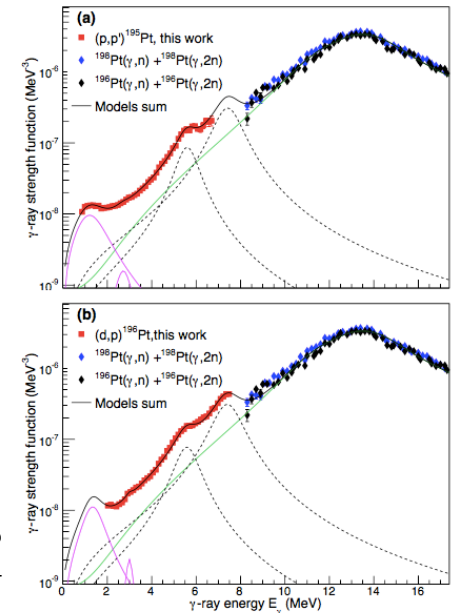 (a)
(p,p')¹⁹⁵Pt, this work
¹⁹⁸Pt(γ,n) +¹⁹⁸Pt(γ,2n)
¹⁹⁶Pt(γ,n) +¹⁹⁶Pt(γ,2n)
Models sum
γ-ray strength function (MeV⁻³)
10⁻⁶
10⁻⁷
10⁻⁸
10⁻⁹
(b)
(d,p)¹⁹⁶Pt,this work
¹⁹⁸Pt(γ,n) +¹⁹⁸Pt(γ,2n)
¹⁹⁶Pt(γ,n) +¹⁹⁶Pt(γ,2n)
Models sum
γ-ray strength function (MeV⁻³)
10⁻⁶
10⁻⁷
10⁻⁸
10⁻⁹
0 2 4 6 8 10 12 14 16
γ-ray energy Eᵧ (MeV)